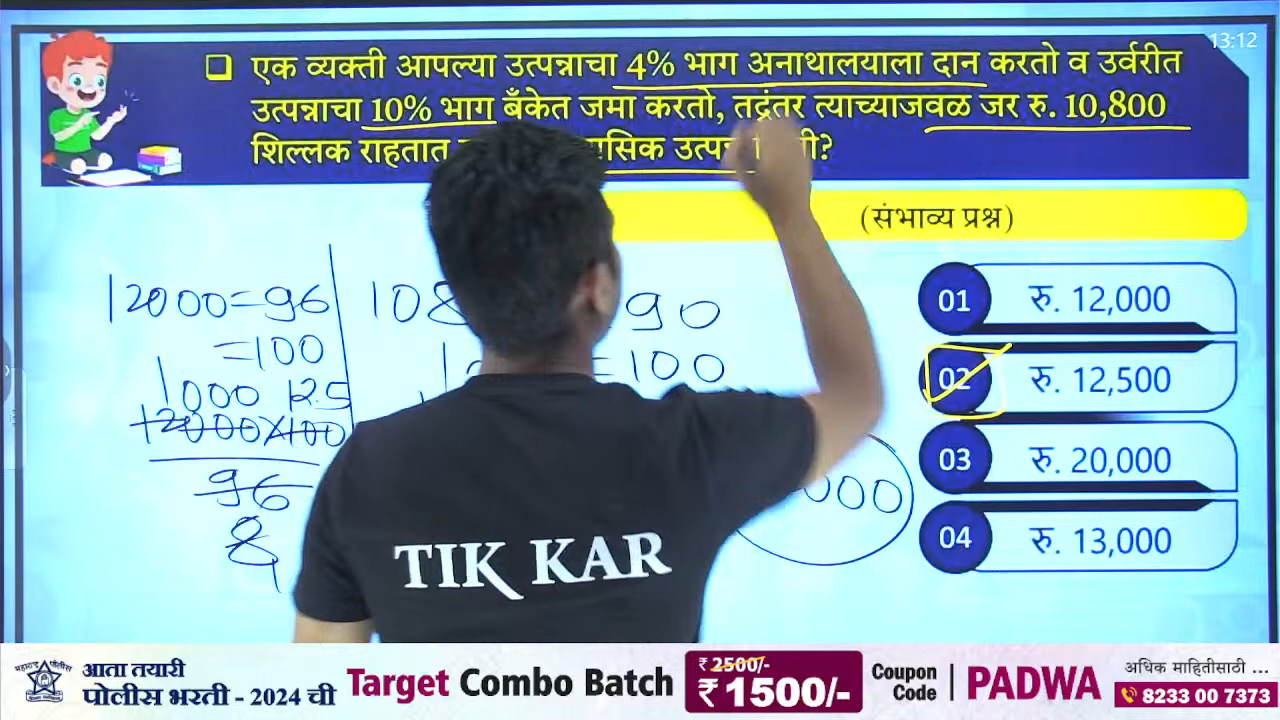 13:12
एक व्यक्ती आपल्या उत्पन्नाचा 4% भाग अनाथालयाला दान करतो व उर्वरीत
उत्पन्नाचा 10% भाग बँकेत जमा करतो, तद्नंतर त्याच्याजवळ जर रु. 10,800
शिल्लक राहतात
(संभाव्य प्रश्न)
12000=96
=100
1000 12.5
12000×100
96
8
108 90
=100
000
01 रु. 12,000
02 रु. 12,500
03 रु. 20,000
04 रु. 13,000
TIK KAR
महाराष्ट्र पोलीस
आता तयारी
पोलीस भरती - 2024 ची
Target Combo Batch
₹ 2500/-
₹ 1500/-
Coupon
Code
PADWA
अधिक माहितीसाठी ...
8233 00 7373